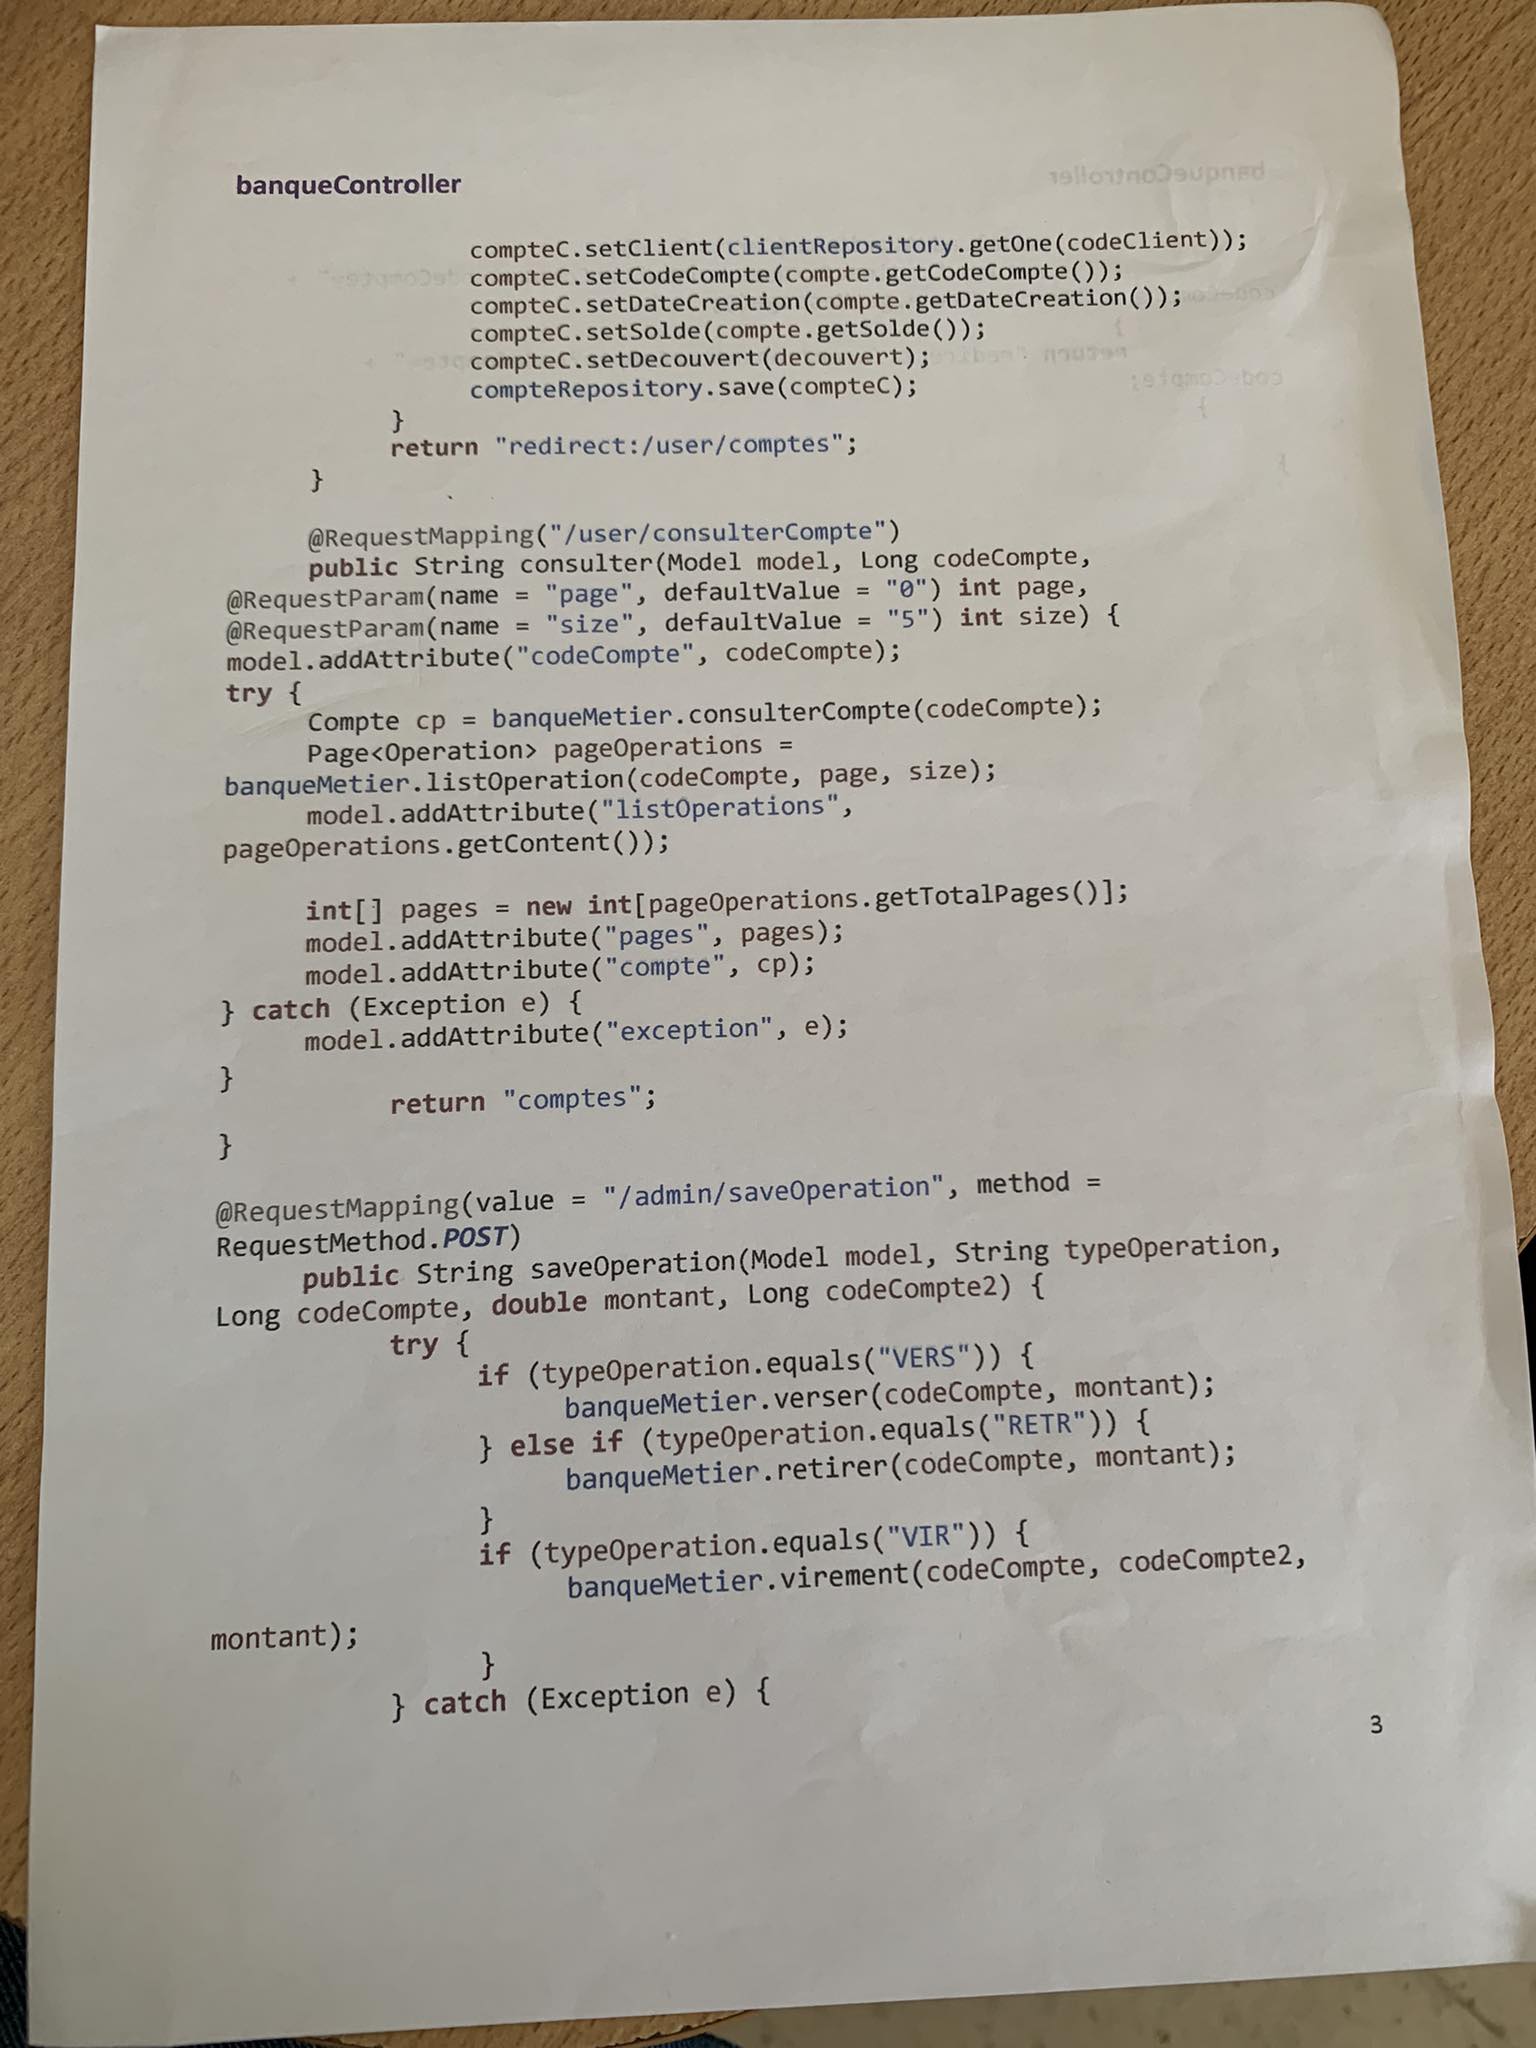 banqueController
compteC.setClient(clientRepository.getOne(codeClient));
compteC.setCodeCompte(compte.getCodeCompte());
compteC.setDateCreation(compte.getDateCreation());
compteC.setSolde(compte.getSolde());
compteC.setDecouvert(decouvert);
compteRepository.save(compteC);
}
return "redirect:/user/comptes";
}
@RequestMapping("/user/consulterCompte")
public String consulter(Model model, Long codeCompte,
@RequestParam(name = "page", defaultValue = "0") int page,
@RequestParam(name = "size", defaultValue = "5") int size) {
model.addAttribute("codeCompte", codeCompte);
try {
Compte cp = banqueMetier.consulterCompte(codeCompte);
Page<Operation> pageOperations =
banqueMetier.listOperation(codeCompte, page, size);
model.addAttribute("listOperations",
pageOperations.getContent());
int[] pages = new int[pageOperations.getTotalPages()];
model.addAttribute("pages", pages);
model.addAttribute("compte", cp);
} catch (Exception e) {
model.addAttribute("exception", e);
}
return "comptes";
}
@RequestMapping(value = "/admin/saveOperation", method =
RequestMethod.POST)
public String saveOperation(Model model, String typeOperation,
Long codeCompte, double montant, Long codeCompte2) {
try {
if (typeOperation.equals("VERS")) {
banqueMetier.verser(codeCompte, montant);
} else if (typeOperation.equals("RETR")) {
banqueMetier.retirer(codeCompte, montant);
}
if (typeOperation.equals("VIR")) {
banqueMetier.virement(codeCompte, codeCompte2,
montant);
}
} catch (Exception e) {
3